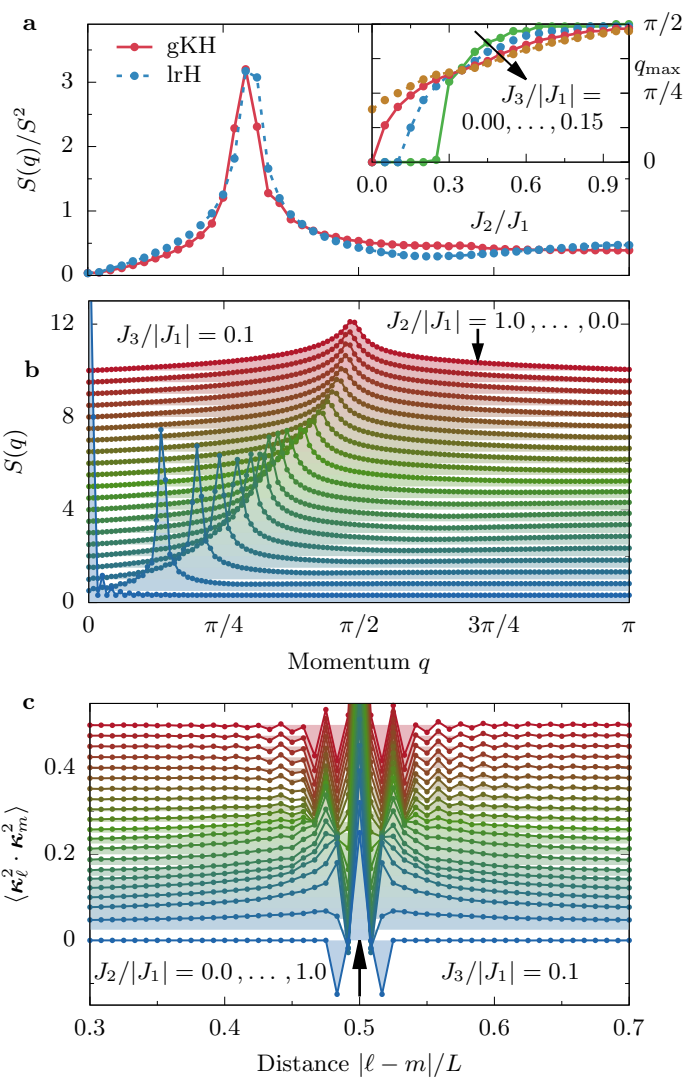 a
gKH
lrH
S(q)/S²
3
2
1
0
π/2
q_max
π/4
0
J₃/|J₁| =
0.00, . . . , 0.15
0.0 0.3 0.6 0.9
J₂/J₁
b
J₃/|J₁| = 0.1
J₂/|J₁| = 1.0, . . . , 0.0
S(q)
12
8
4
0
0 π/4 π/2 3π/4 π
Momentum q
c
⟨κ²_ℓ · κ²_m⟩
0.4
0.2
0
J₂/|J₁| = 0.0, . . . , 1.0
J₃/|J₁| = 0.1
0.3 0.4 0.5 0.6 0.7
Distance |ℓ − m|/L